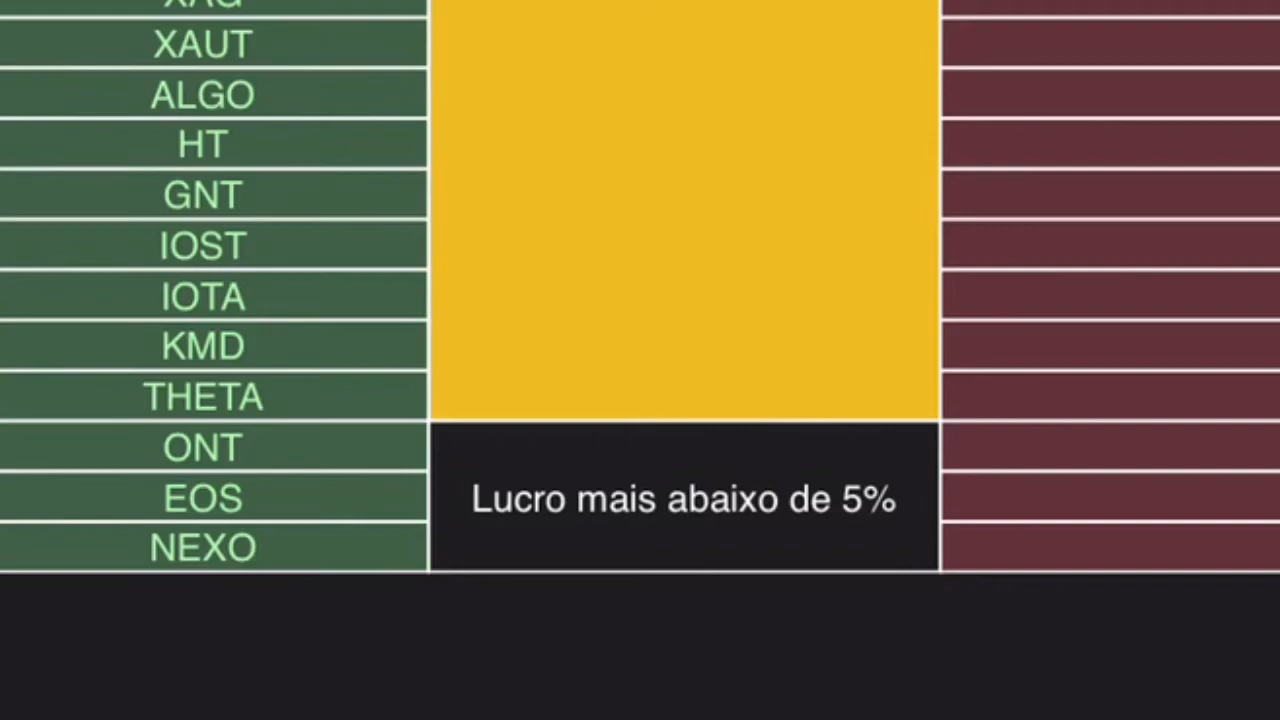 XAUT
ALGO
HT
GNT
IOST
IOTA
KMD
THETA
ONT
EOS
Lucro mais abaixo de 5%
NEXO